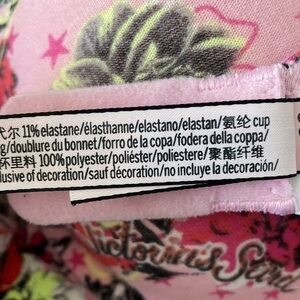 尔 11% elastane/élasthanne/elastano/elastan/氨纶 cup
g/doublure du bonnet/forro de la copa/fodera della coppa/
杯里料 100%polyester/poliéster/poliestere/聚酯纤维
lusive of decoration/sauf décoration/no incluye la decoración/
Victoria's Secret